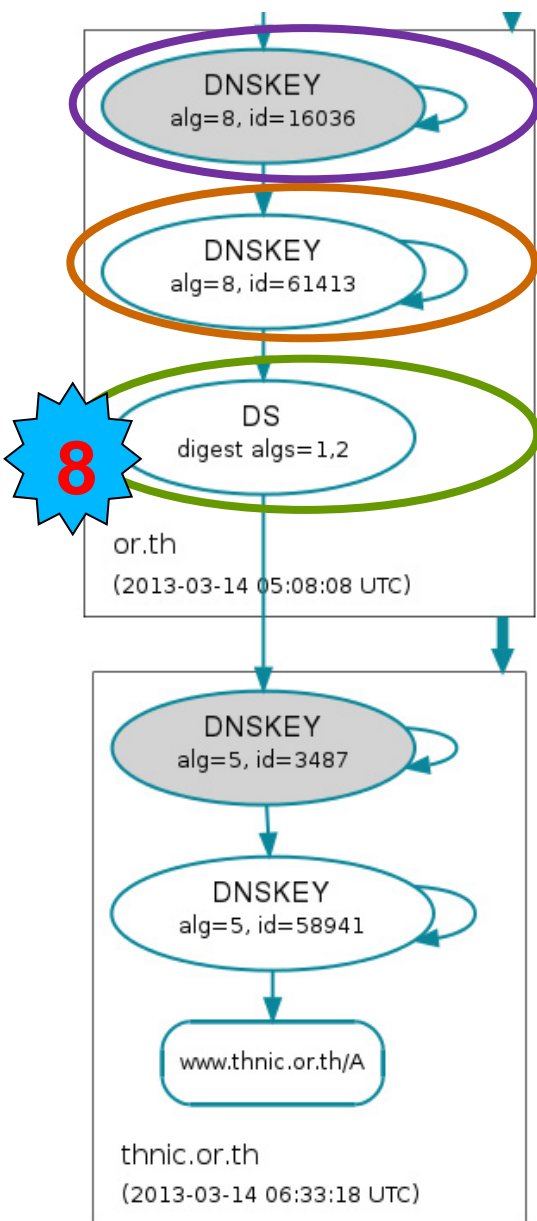 DNSKEY
alg=8, id=16036
DNSKEY
alg=8, id=61413
DS
digest algs=1,2
8
or.th
(2013-03-14 05:08:08 UTC)
DNSKEY
alg=5, id=3487
DNSKEY
alg=5, id=58941
www.thnic.or.th/A
thnic.or.th
(2013-03-14 06:33:18 UTC)